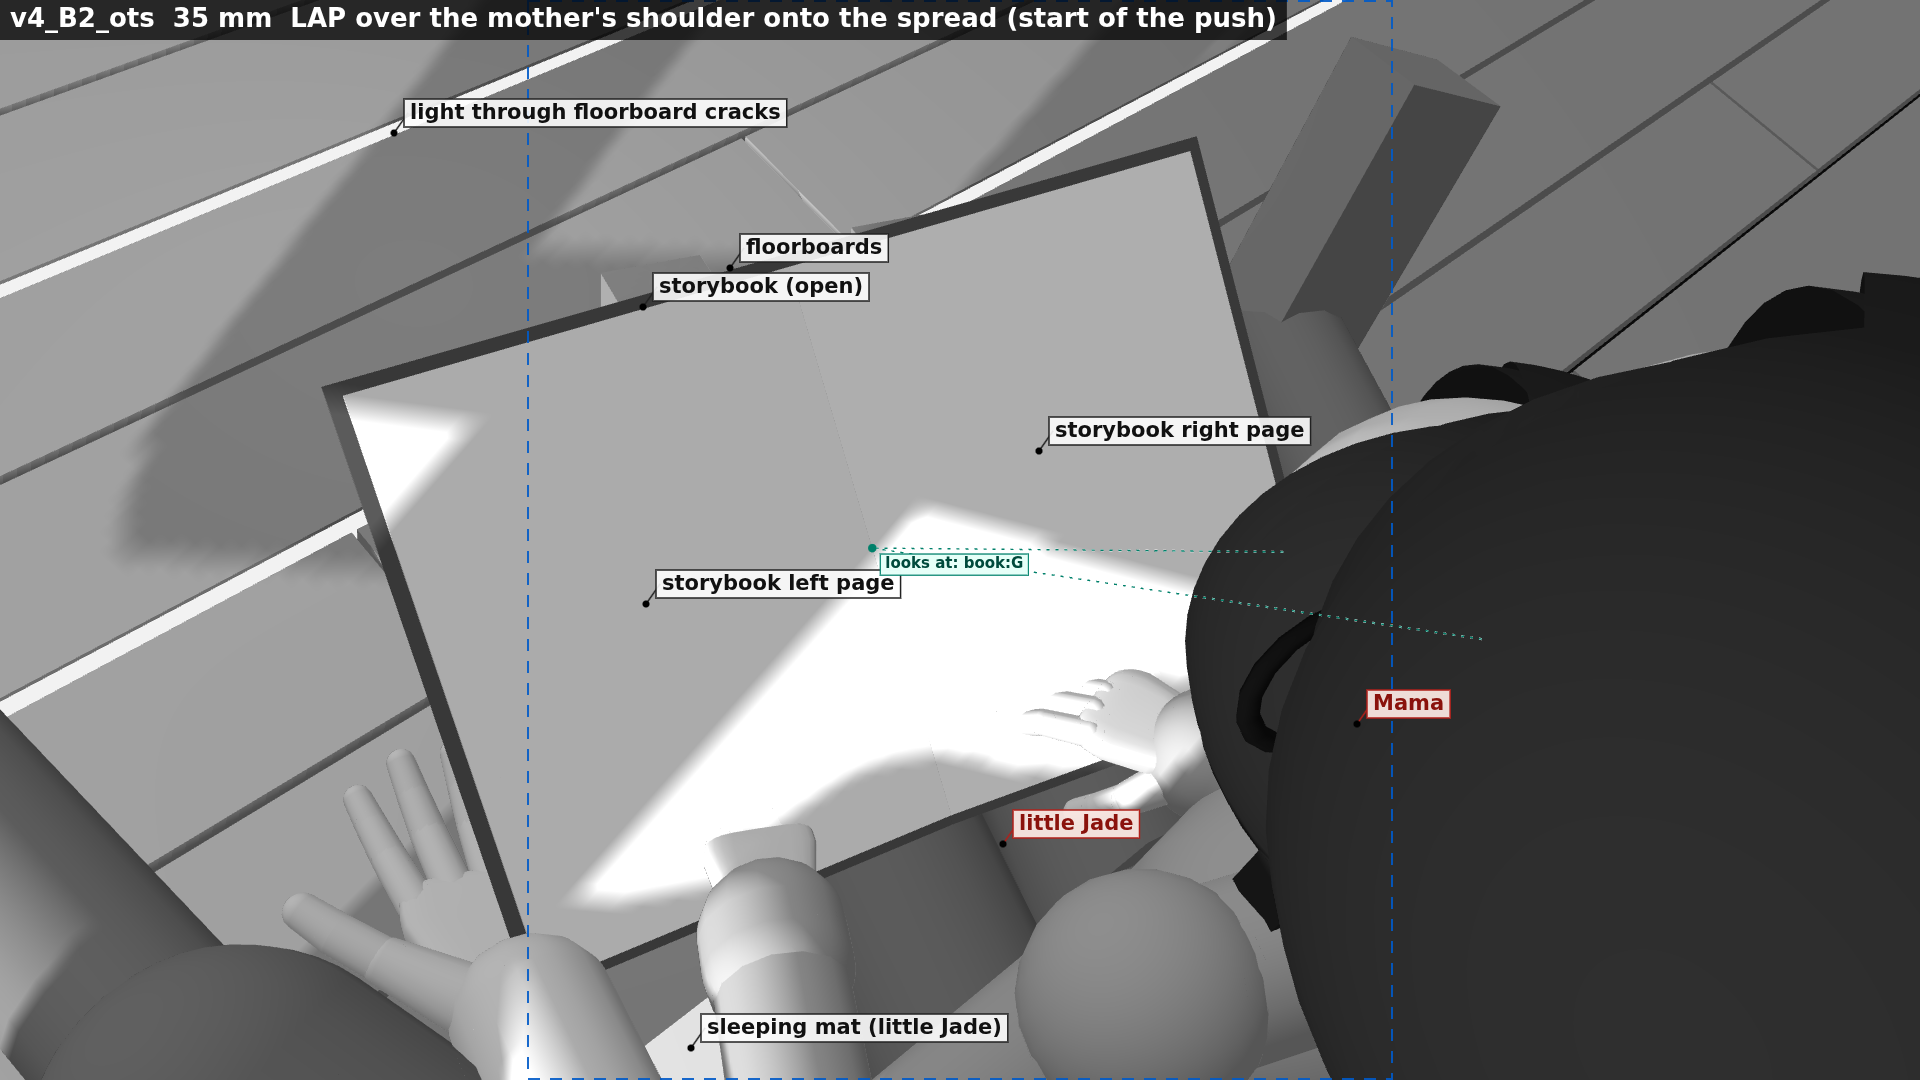 v4_B2_ots 35 mm LAP over the mother's shoulder onto the spread (start of the push)
light through floorboard cracks
floorboards
storybook (open)
storybook right page
looks at: book:G
storybook left page
Mama
little Jade
sleeping mat (little Jade)